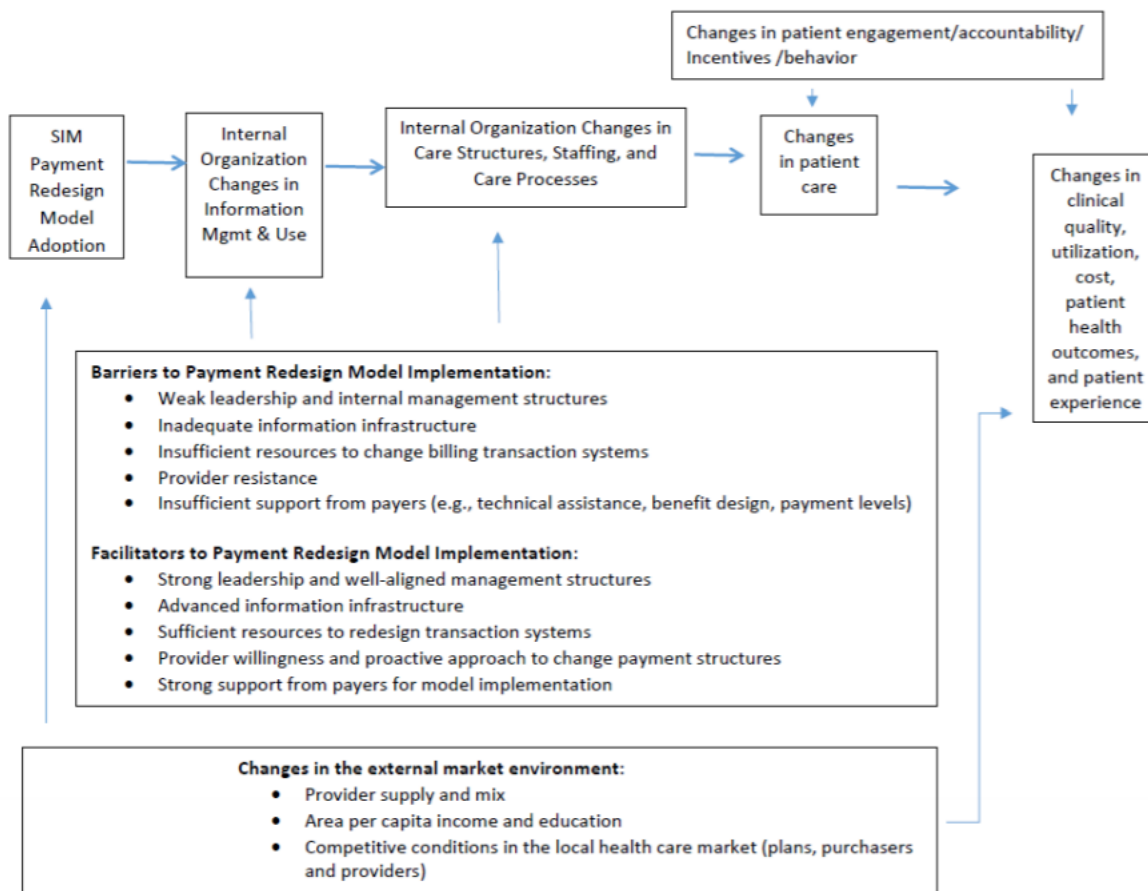 Changes in patient engagement/accountability/
Incentives /behavior
SIM
Payment
Redesign
Model
Adoption
Internal
Organization
Changes in
Information
Mgmt & Use
Internal Organization Changes in
Care Structures, Staffing, and
Care Processes
Changes
in patient
care
Changes in
clinical
quality,
utilization,
cost,
patient
health
outcomes,
and patient
experience
Barriers to Payment Redesign Model Implementation:
• Weak leadership and internal management structures
• Inadequate information infrastructure
• Insufficient resources to change billing transaction systems
• Provider resistance
• Insufficient support from payers (e.g., technical assistance, benefit design, payment levels)
Facilitators to Payment Redesign Model Implementation:
• Strong leadership and well-aligned management structures
• Advanced information infrastructure
• Sufficient resources to redesign transaction systems
• Provider willingness and proactive approach to change payment structures
• Strong support from payers for model implementation
Changes in the external market environment:
• Provider supply and mix
• Area per capita income and education
• Competitive conditions in the local health care market (plans, purchasers
and providers)